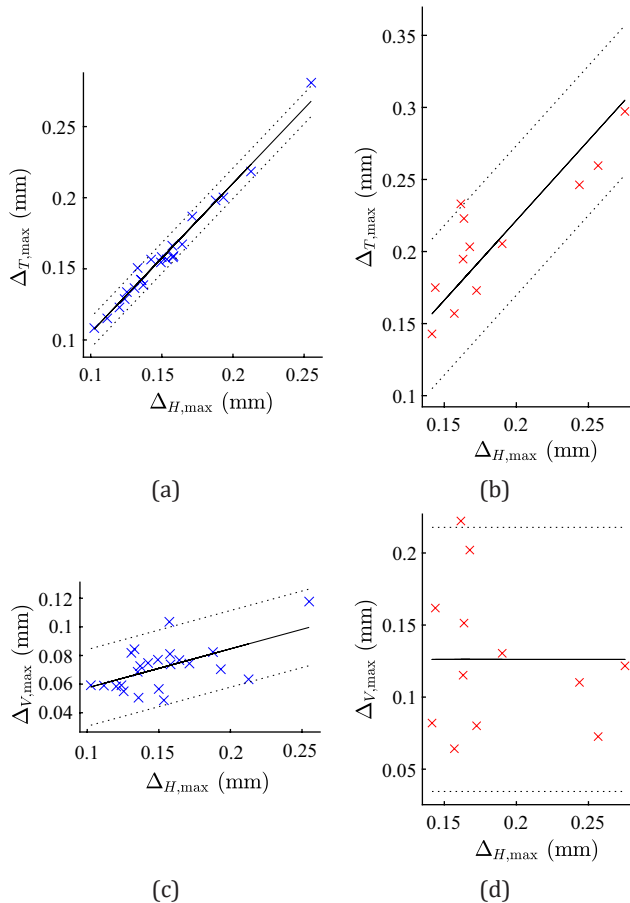 Δ_{T,max} (mm)
0.25
0.2
0.15
0.1
0.1 0.15 0.2 0.25
Δ_{H,max} (mm)
(a)
Δ_{T,max} (mm)
0.35
0.3
0.25
0.2
0.15
0.1
0.15 0.2 0.25
Δ_{H,max} (mm)
(b)
Δ_{V,max} (mm)
0.12
0.1
0.08
0.06
0.04
0.1 0.15 0.2 0.25
Δ_{H,max} (mm)
(c)
Δ_{V,max} (mm)
0.2
0.15
0.1
0.05
0.15 0.2 0.25
Δ_{H,max} (mm)
(d)